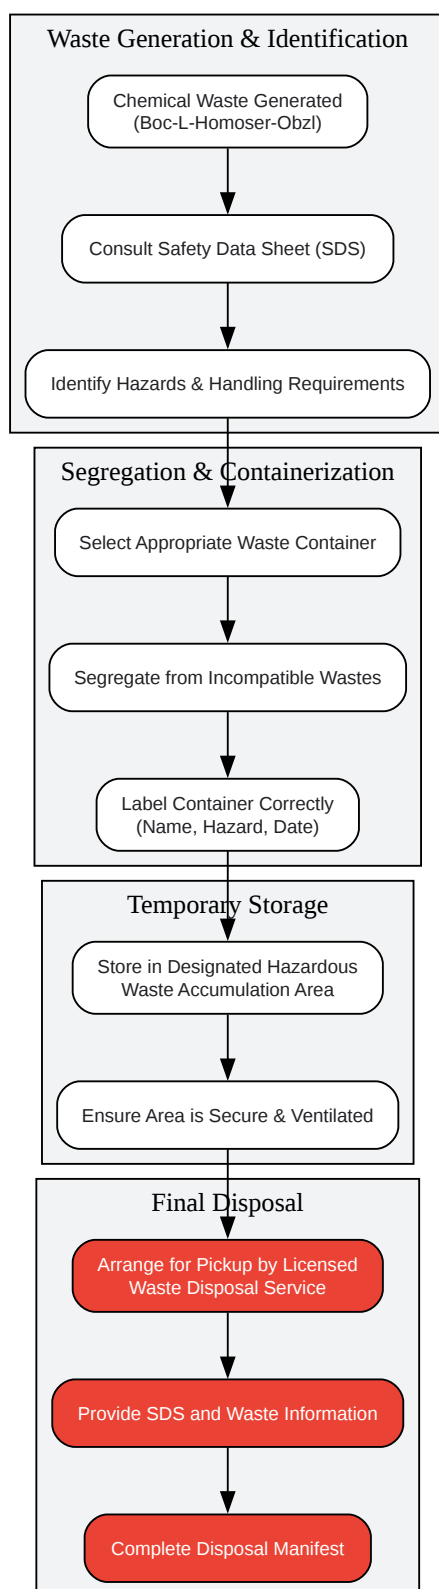 Waste Generation & Identification
Chemical Waste Generated
(Boc-L-Homoser-Obzl)
Consult Safety Data Sheet (SDS)
Identify Hazards & Handling Requirements
Segregation & Containerization
Select Appropriate Waste Container
Segregate from Incompatible Wastes
Label Container Correctly
(Name, Hazard, Date)
Temporary Storage
Store in Designated Hazardous
Waste Accumulation Area
Ensure Area is Secure & Ventilated
Final Disposal
Arrange for Pickup by Licensed
Waste Disposal Service
Provide SDS and Waste Information
Complete Disposal Manifest